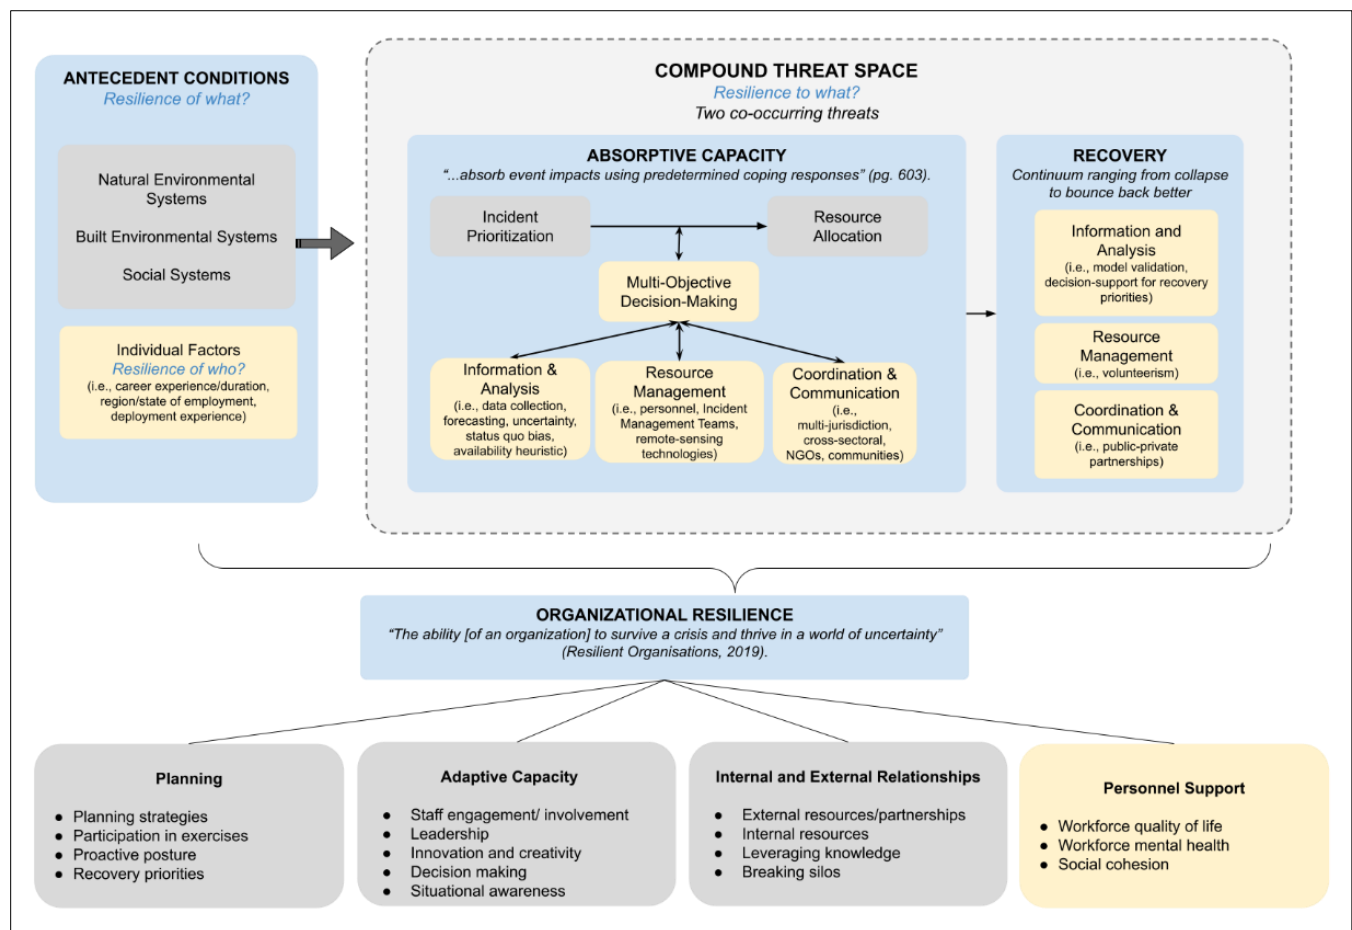 ANTECEDENT CONDITIONS
Resilience of what?
Natural Environmental
Systems
Built Environmental Systems
Social Systems
Individual Factors
Resilience of who?
(i.e., career experience/duration,
region/state of employment,
deployment experience)
COMPOUND THREAT SPACE
Resilience to what?
Two co-occurring threats
ABSORPTIVE CAPACITY
“...absorb event impacts using predetermined coping responses” (pg. 603).
Incident
Prioritization
Resource
Allocation
Multi-Objective
Decision-Making
Information &
Analysis
(i.e., data collection,
forecasting, uncertainty,
status quo bias,
availability heuristic)
Resource
Management
(i.e., personnel, Incident
Management Teams,
remote-sensing
technologies)
Coordination &
Communication
(i.e.,
multi-jurisdiction,
cross-sectoral,
NGOs, communities)
RECOVERY
Continuum ranging from collapse
to bounce back better
Information and
Analysis
(i.e., model validation,
decision-support for recovery
priorities)
Resource
Management
(i.e., volunteerism)
Coordination &
Communication
(i.e., public-private
partnerships)
ORGANIZATIONAL RESILIENCE
“The ability [of an organization] to survive a crisis and thrive in a world of uncertainty”
(Resilient Organisations, 2019).
Planning
● Planning strategies
● Participation in exercises
● Proactive posture
● Recovery priorities
Adaptive Capacity
● Staff engagement/ involvement
● Leadership
● Innovation and creativity
● Decision making
● Situational awareness
Internal and External Relationships
● External resources/partnerships
● Internal resources
● Leveraging knowledge
● Breaking silos
Personnel Support
● Workforce quality of life
● Workforce mental health
● Social cohesion